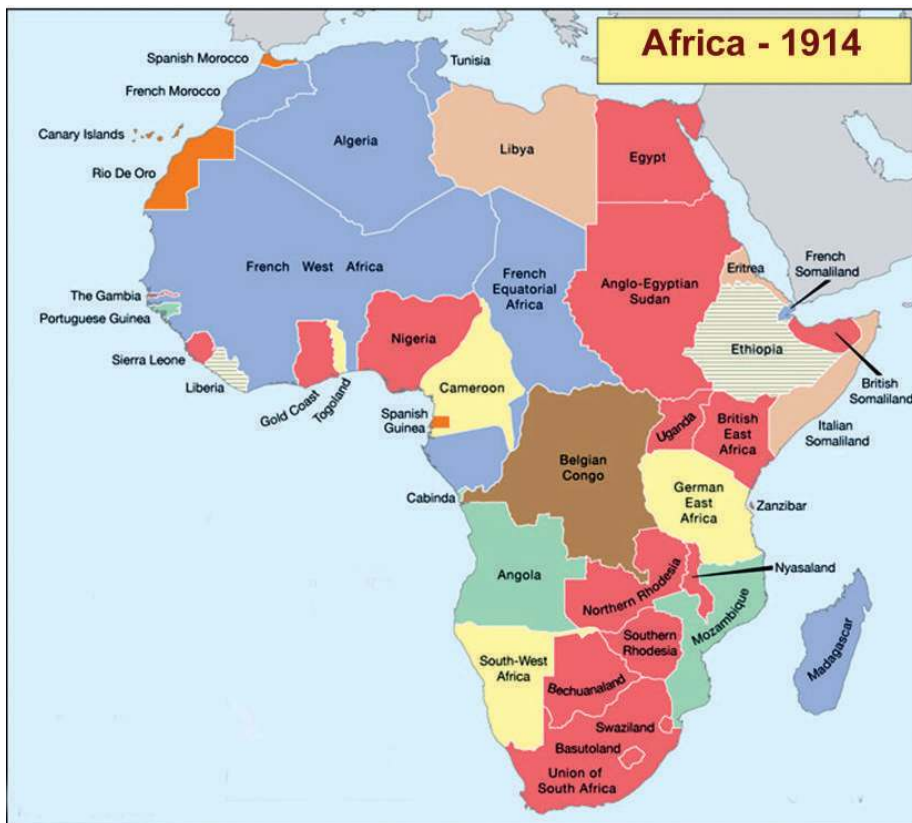 Africa - 1914
Spanish Morocco
Tunisia
French Morocco
Canary Islands
Algeria
Libya
Egypt
Rio De Oro
French West Africa
French
Equatorial
Africa
Anglo-Egyptian
Sudan
Eritrea
French
Somaliland
The Gambia
Portuguese Guinea
Nigeria
Ethiopia
Sierra Leone
Liberia
Gold Coast
Togoland
Cameroon
British
Somaliland
Spanish
Guinea
Uganda
British
East
Africa
Italian
Somaliland
Belgian
Congo
German
East
Africa
Cabinda
Zanzibar
Angola
Northern Rhodesia
Nyasaland
Mozambique
Southern
Rhodesia
South-West
Africa
Bechuanaland
Madagascar
Swaziland
Basutoland
Union of
South Africa